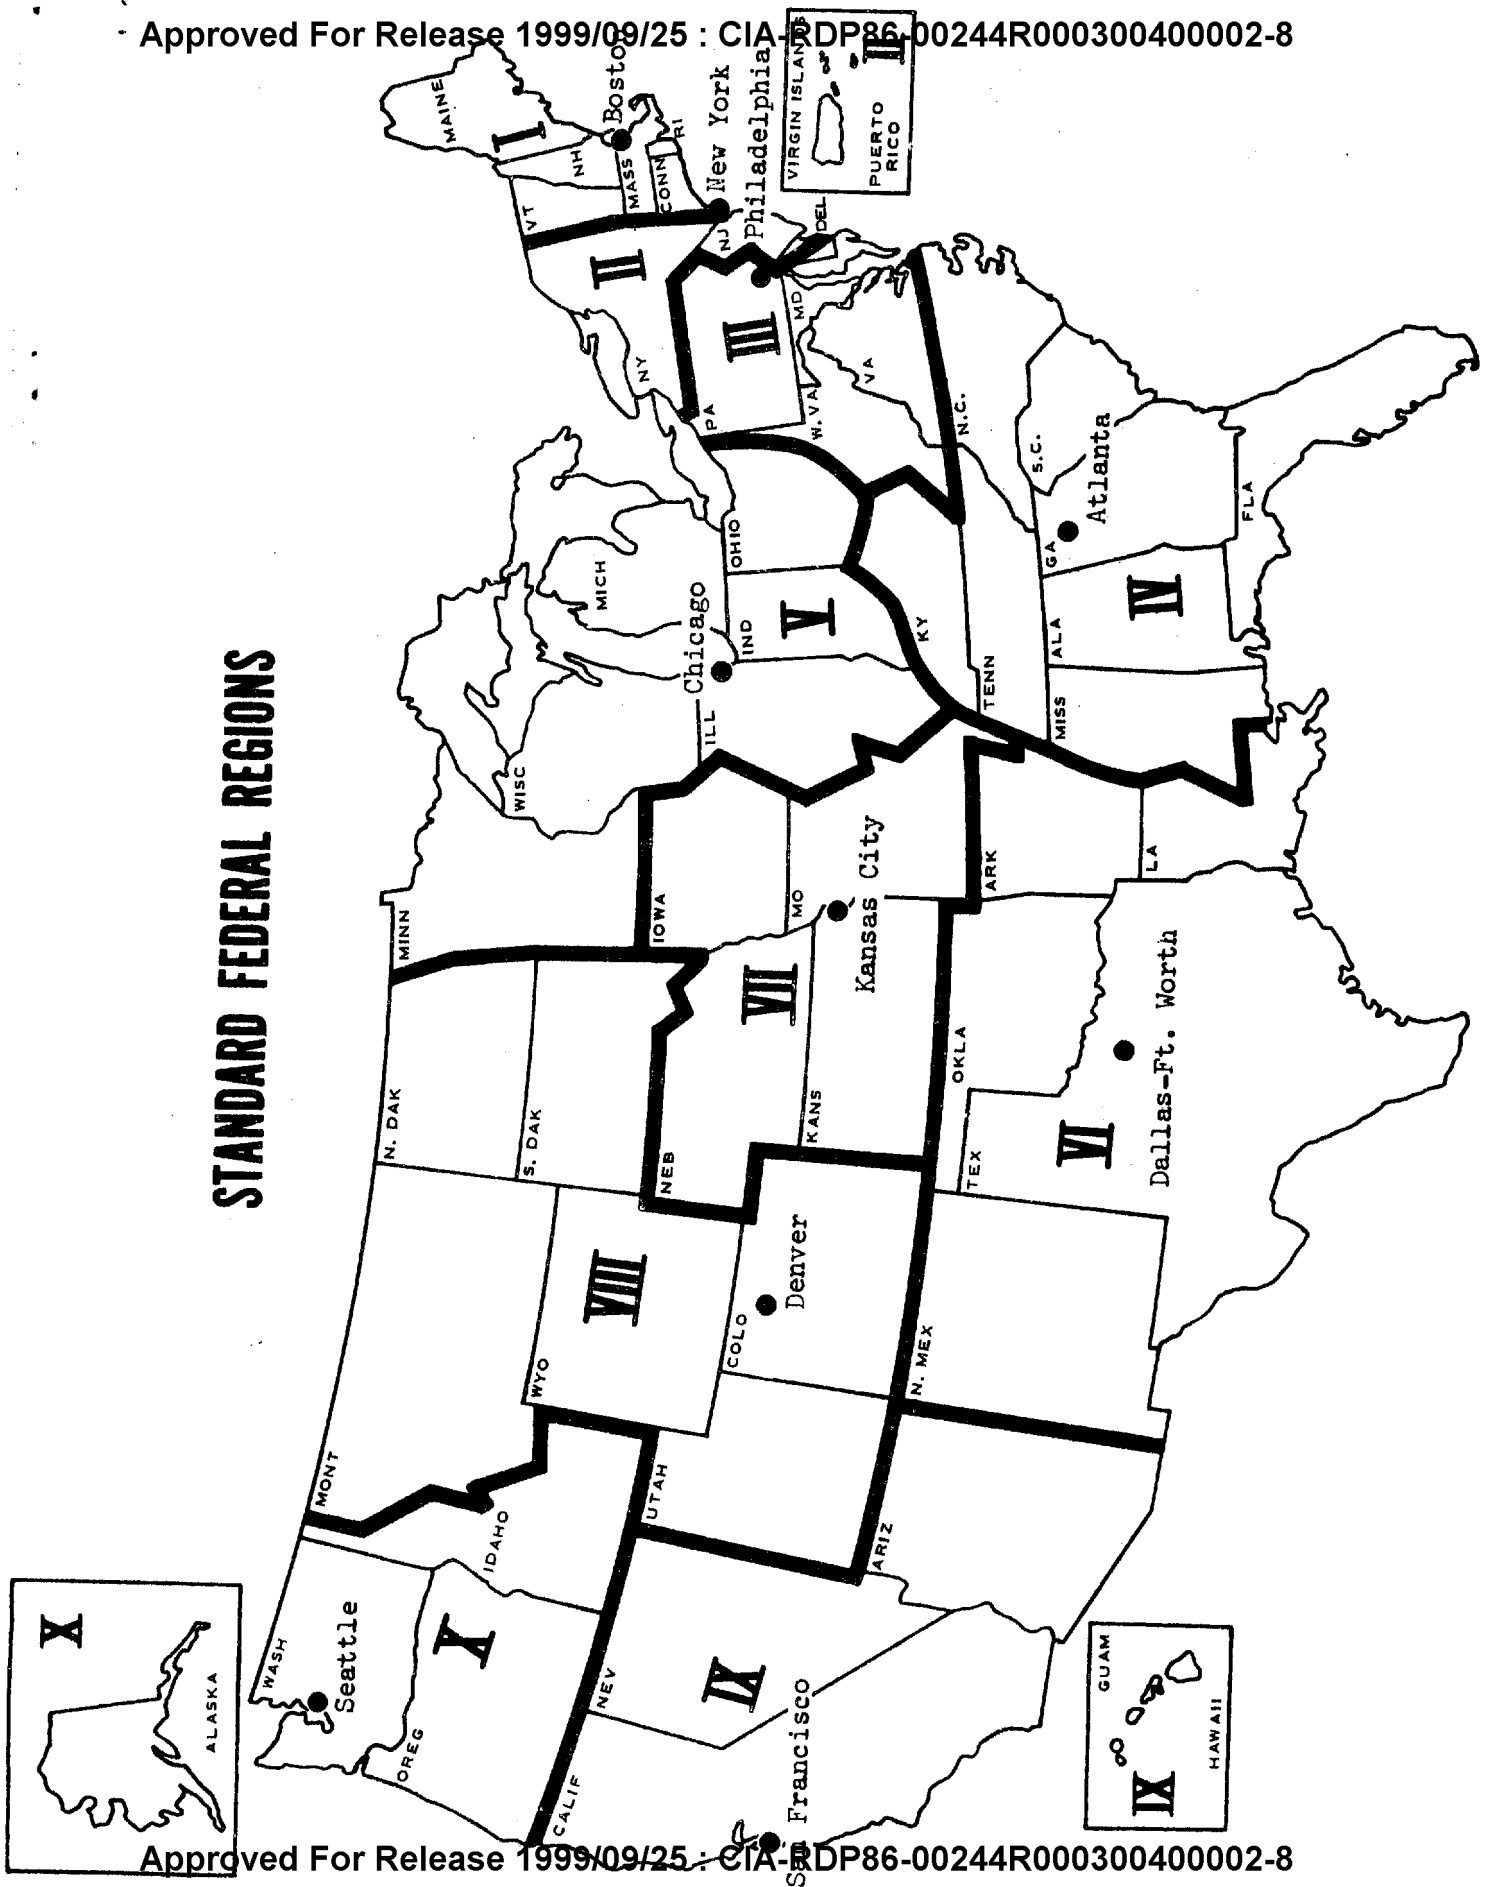 Approved For Release 1999/09/25 : CIA-RDP86-00244R000300400002-8
STANDARD FEDERAL REGIONS
X
ALASKA
WASH
Seattle
OREG
X
IDAHO
MONT
N. DAK
S. DAK
WYO
VIII
UTAH
COLO
Denver
CALIF
NEV
IX
San Francisco
ARIZ
GUAM
IX
HAWAII
N. MEX
TEX
OKLA
VI
Dallas-Ft. Worth
ARK
LA
NEB
VII
KANS
IOWA
MO
Kansas City
MINN
WISC
MICH
ILL
Chicago
IND
OHIO
V
KY
TENN
MISS
ALA
GA
IV
Atlanta
FLA
S.C.
N.C.
VA
W.VA
MD
DEL
PA
III
Philadelphia
NY
II
NJ
New York
VT
NH
MAINE
I
MASS
Boston
CONN
RI
VIRGIN ISLANDS
II
PUERTO
RICO
Approved For Release 1999/09/25 : CIA-RDP86-00244R000300400002-8